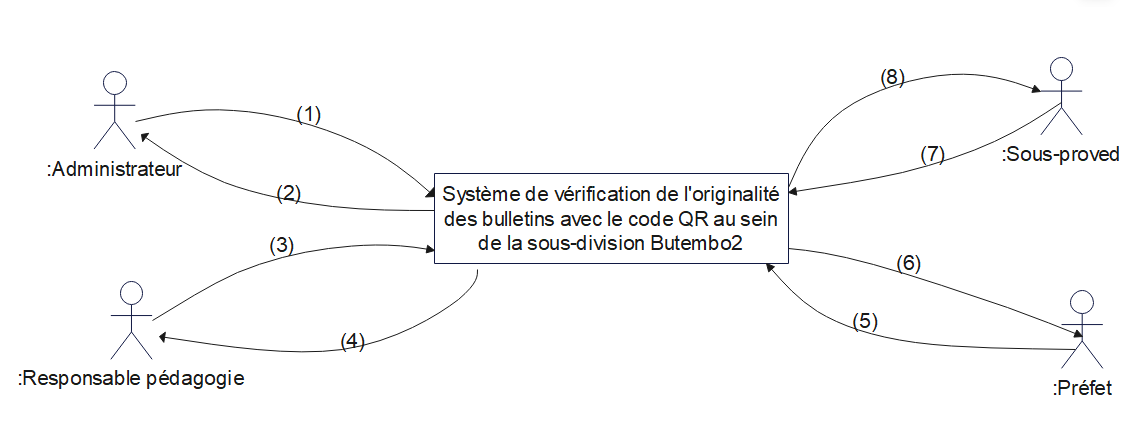 (8)
(1)
:Administrateur
(7)
:Sous-proved
(2)
Système de vérification de l'originalité
des bulletins avec le code QR au sein
de la sous-division Butembo2
(3)
(6)
(5)
(4)
:Responsable pédagogie
:Préfet